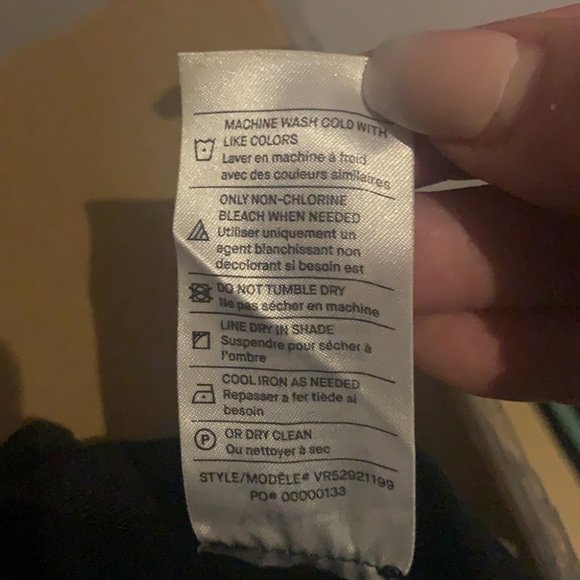 MACHINE WASH COLD WITH
LIKE COLORS
Laver en machine à froid
avec des couleurs similaires
ONLY NON-CHLORINE
BLEACH WHEN NEEDED
Utiliser uniquement un
agent blanchissant non
decolorant si besoin est
DO NOT TUMBLE DRY
Ne pas sécher en machine
LINE DRY IN SHADE
Suspendre pour sécher à
l'ombre
COOL IRON AS NEEDED
Repasser a fer tiède si
besoin
P
OR DRY CLEAN
Ou nettoyer à sec
STYLE/MODÈLE# VR52921199
PO# 00000133